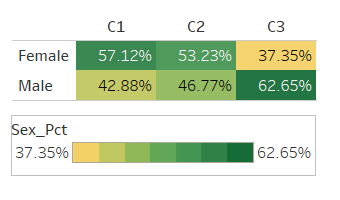 C1 C2 C3
Female 57.12% 53.23% 37.35%
Male 42.88% 46.77% 62.65%
Sex_Pct
37.35% 62.65%